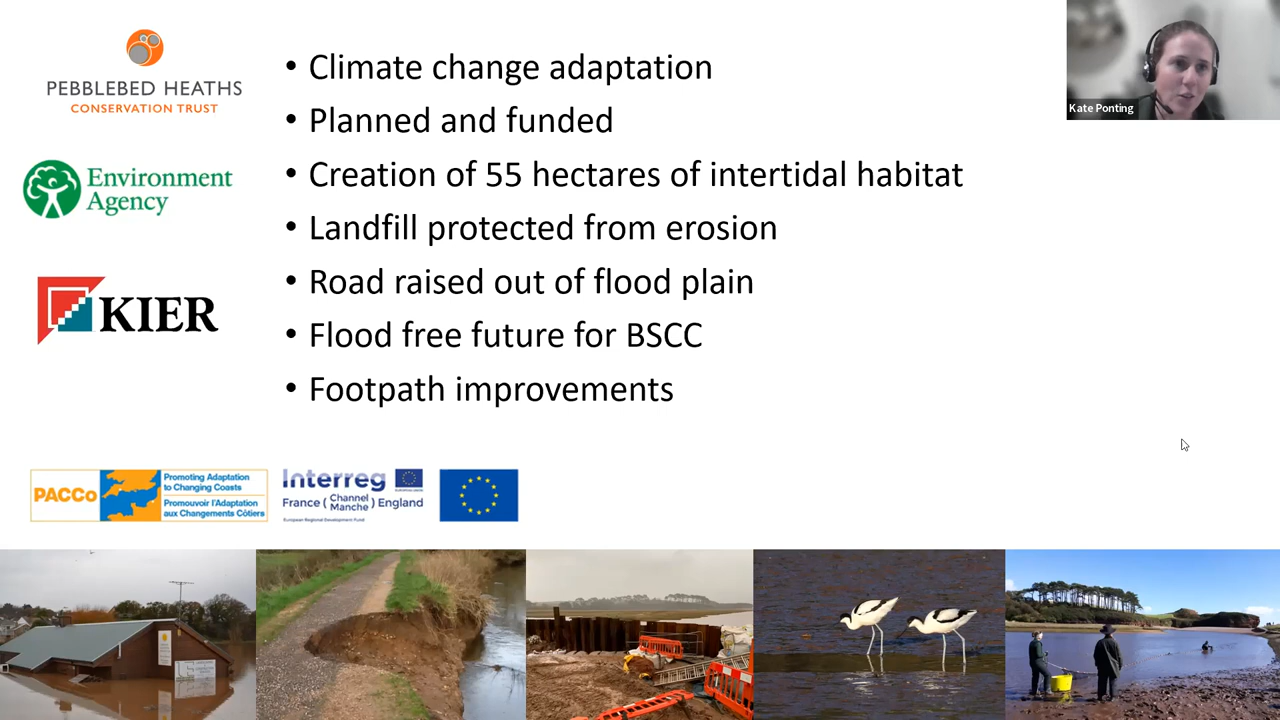 PEBBLEBED HEATHS
CONSERVATION TRUST
Environment
Agency
KIER
• Climate change adaptation
• Planned and funded
• Creation of 55 hectares of intertidal habitat
• Landfill protected from erosion
• Road raised out of flood plain
• Flood free future for BSCC
• Footpath improvements
Kate Ponting
PACCo
Promoting Adaptation
to Changing Coasts
Promouvoir l'Adaptation
aux Changements Côtiers
Interreg
EUROPEAN UNION
France ( Channel Manche ) England
European Regional Development Fund